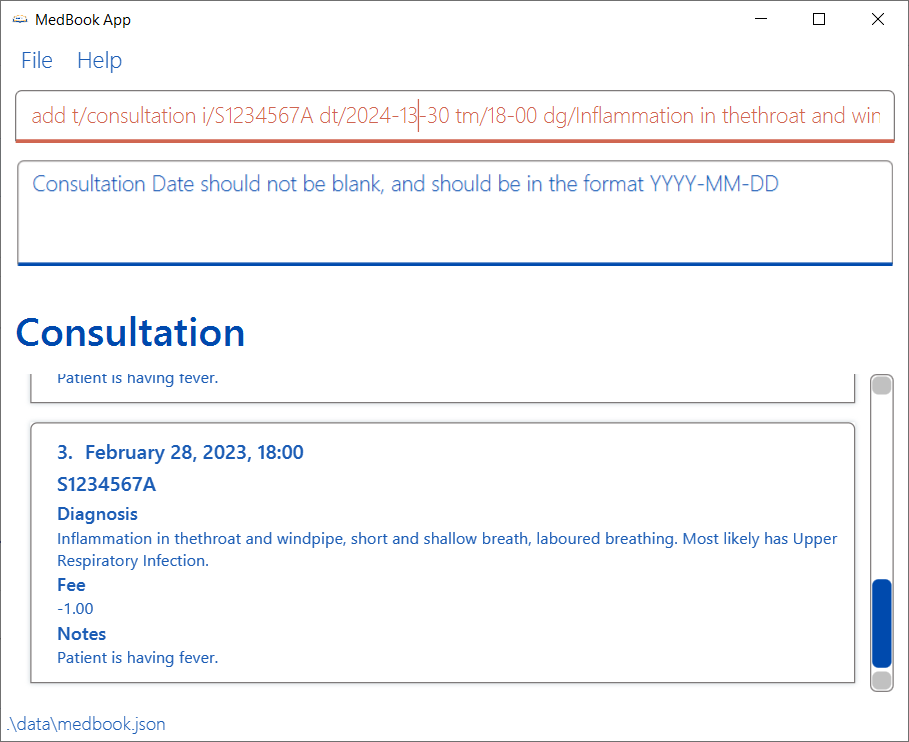 MedBook App
File Help
add t/consultation i/S1234567A dt/2024-13-30 tm/18-00 dg/Inflammation in thethroat and win
Consultation Date should not be blank, and should be in the format YYYY-MM-DD
Consultation
Patient is having fever.
3. February 28, 2023, 18:00
S1234567A
Diagnosis
Inflammation in thethroat and windpipe, short and shallow breath, laboured breathing. Most likely has Upper
Respiratory Infection.
Fee
-1.00
Notes
Patient is having fever.
.\data\medbook.json